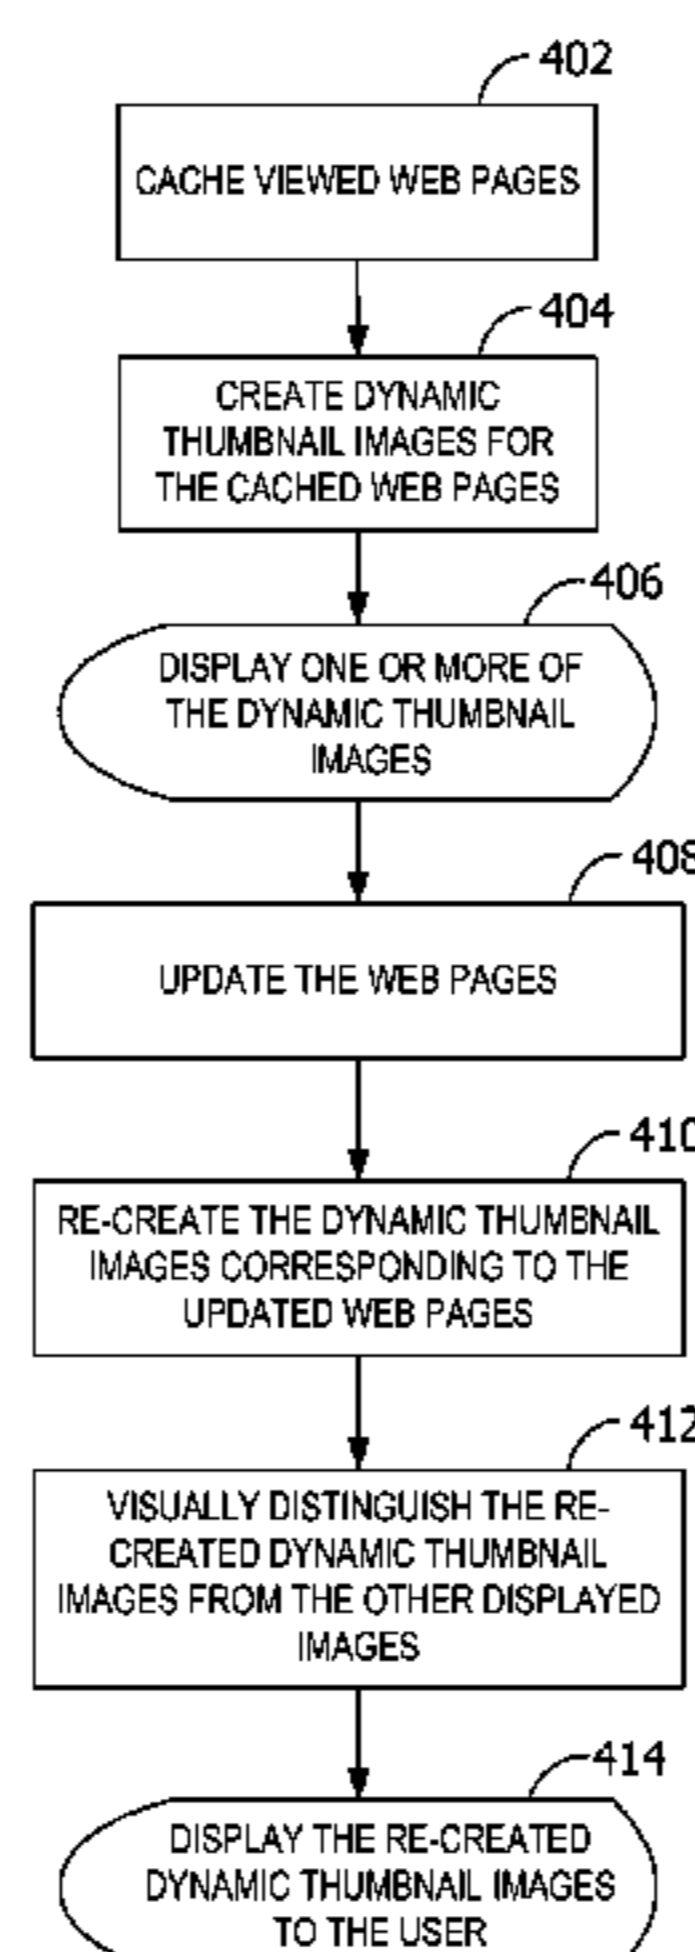 402
CACHE VIEWED WEB PAGES
404
CREATE DYNAMIC
THUMBNAIL IMAGES FOR
THE CACHED WEB PAGES
406
DISPLAY ONE OR MORE OF
THE DYNAMIC THUMBNAIL
IMAGES
408
UPDATE THE WEB PAGES
410
RE-CREATE THE DYNAMIC THUMBNAIL
IMAGES CORRESPONDING TO THE
UPDATED WEB PAGES
412
VISUALLY DISTINGUISH THE RE-
CREATED DYNAMIC THUMBNAIL
IMAGES FROM THE OTHER DISPLAYED
IMAGES
414
DISPLAY THE RE-CREATED
DYNAMIC THUMBNAIL IMAGES
TO THE USER